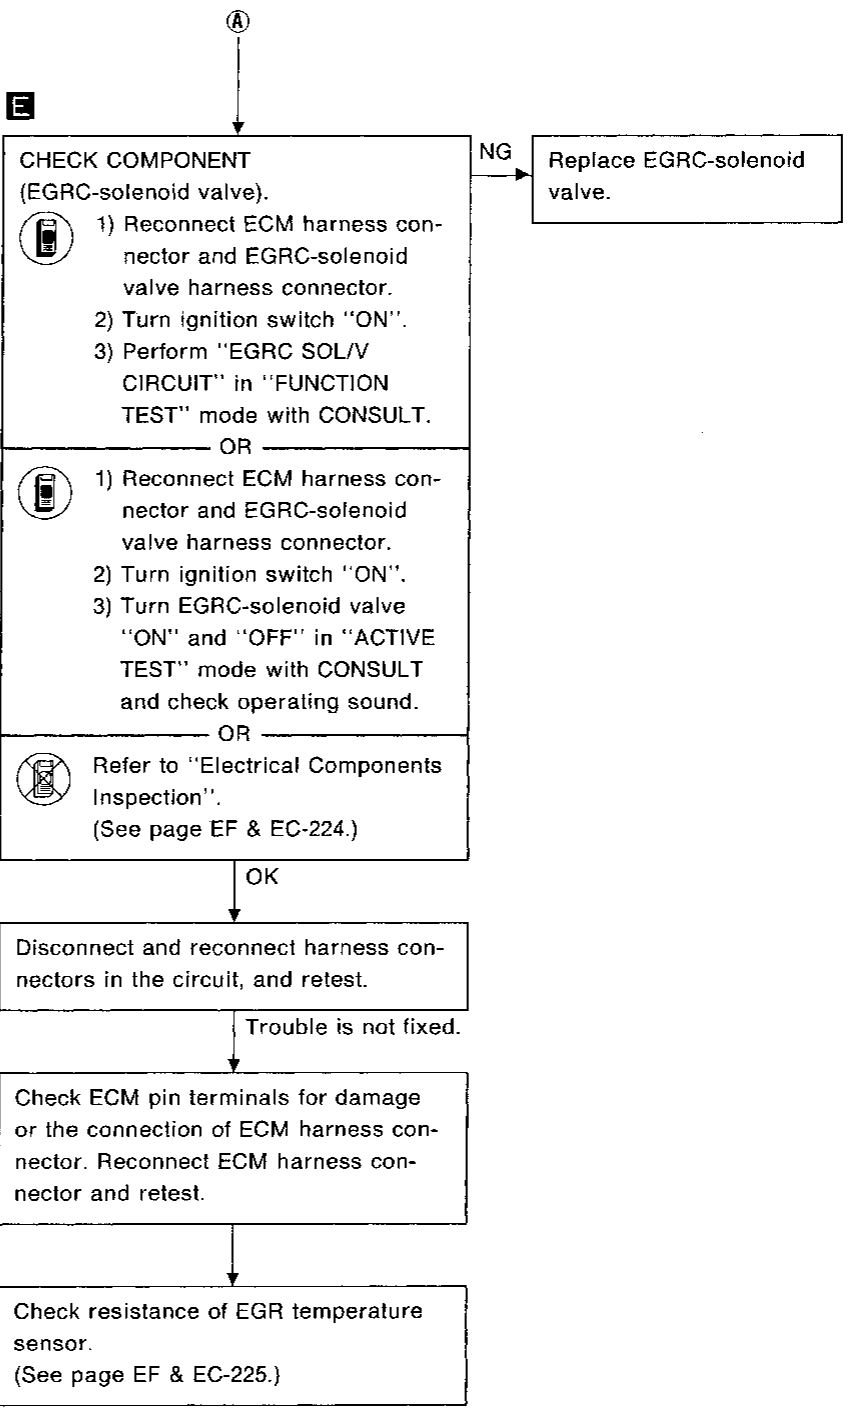 Ⓐ
E
CHECK COMPONENT
(EGRC-solenoid valve).
1) Reconnect ECM harness con-
nector and EGRC-solenoid
valve harness connector.
2) Turn ignition switch "ON".
3) Perform "EGRC SOL/V
CIRCUIT" in "FUNCTION
TEST" mode with CONSULT.
OR
1) Reconnect ECM harness con-
nector and EGRC-solenoid
valve harness connector.
2) Turn ignition switch "ON".
3) Turn EGRC-solenoid valve
"ON" and "OFF" in "ACTIVE
TEST" mode with CONSULT
and check operating sound.
OR
Refer to "Electrical Components
Inspection".
(See page EF & EC-224.)
NG
Replace EGRC-solenoid
valve.
OK
Disconnect and reconnect harness con-
nectors in the circuit, and retest.
Trouble is not fixed.
Check ECM pin terminals for damage
or the connection of ECM harness con-
nector. Reconnect ECM harness con-
nector and retest.
Check resistance of EGR temperature
sensor.
(See page EF & EC-225.)